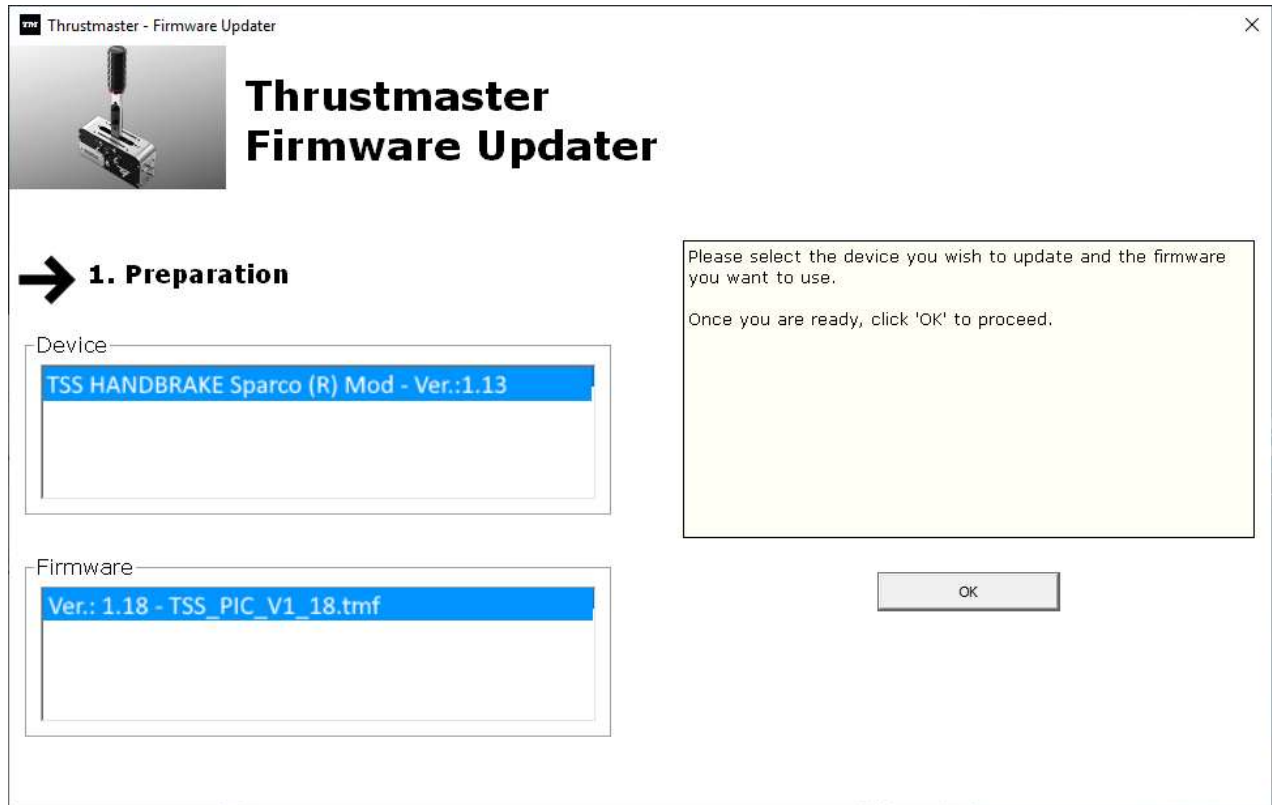 TM Thrustmaster - Firmware Updater
Thrustmaster
Firmware Updater
1. Preparation
Please select the device you wish to update and the firmware
you want to use.
Once you are ready, click 'OK' to proceed.
Device
TSS HANDBRAKE Sparco (R) Mod - Ver.:1.13
Firmware
Ver.: 1.18 - TSS_PIC_V1_18.tmf
OK